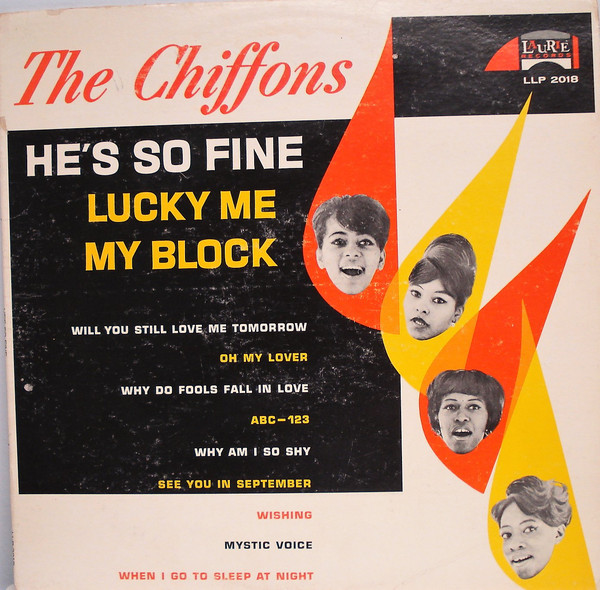 The Chiffons
LAURIE
RECORDS
LLP 2018
HE'S SO FINE
LUCKY ME
MY BLOCK
WILL YOU STILL LOVE ME TOMORROW
OH MY LOVER
WHY DO FOOLS FALL IN LOVE
ABC-123
WHY AM I SO SHY
SEE YOU IN SEPTEMBER
WISHING
MYSTIC VOICE
WHEN I GO TO SLEEP AT NIGHT